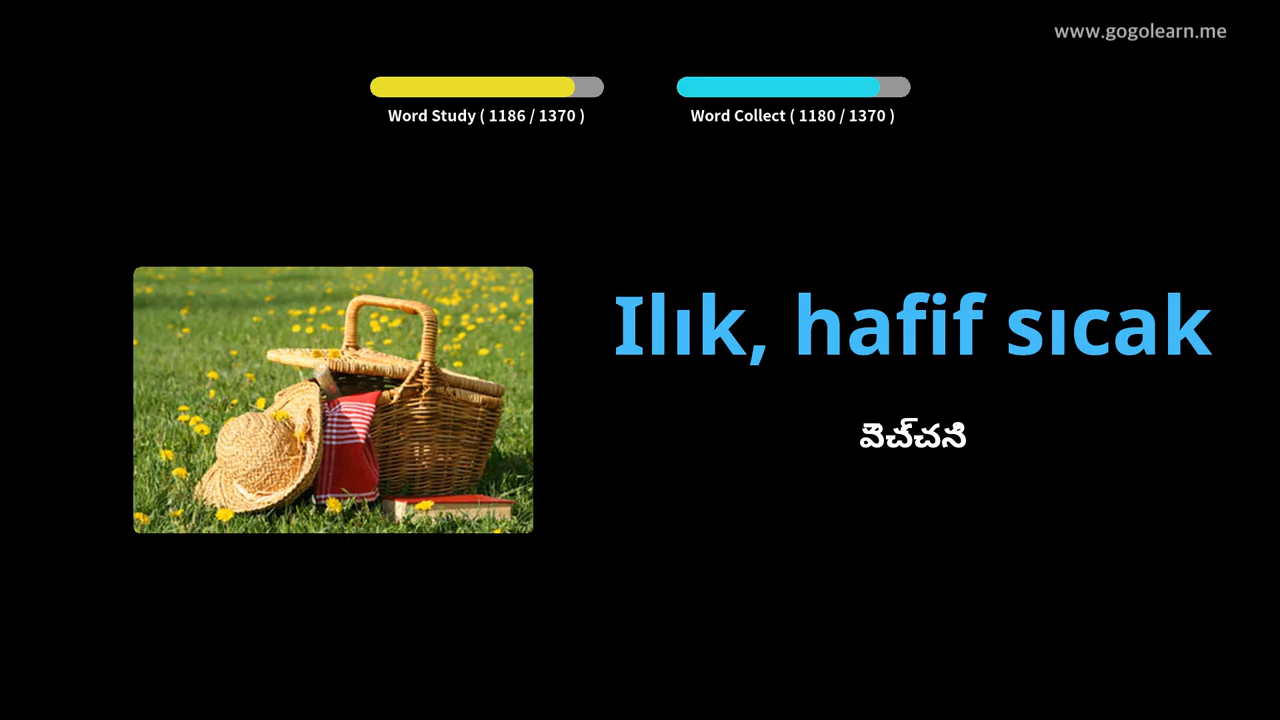 www.gogolearn.me
Word Study ( 1186 / 1370 )
Word Collect ( 1180 / 1370 )
Ilık, hafif sıcak
వెచ్చని